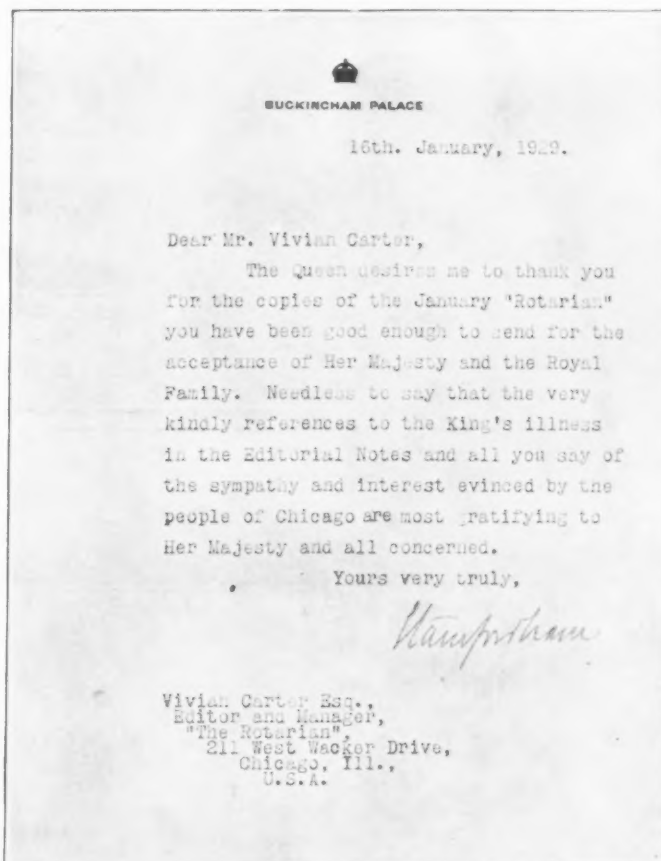 BUCKINGHAM PALACE
16th. January, 1929.
Dear Mr. Vivian Carter,
The Queen desires me to thank you
for the copies of the January "Rotarian"
you have been good enough to send for the
acceptance of Her Majesty and the Royal
Family. Needless to say that the very
kindly references to the King's illness
in the Editorial Notes and all you say of
the sympathy and interest evinced by the
people of Chicago are most gratifying to
Her Majesty and all concerned.
Yours very truly,
Stamfordham
Vivian Carter Esq.,
Editor and Manager,
"The Rotarian",
211 West Wacker Drive,
Chicago, Ill.,
U.S.A.